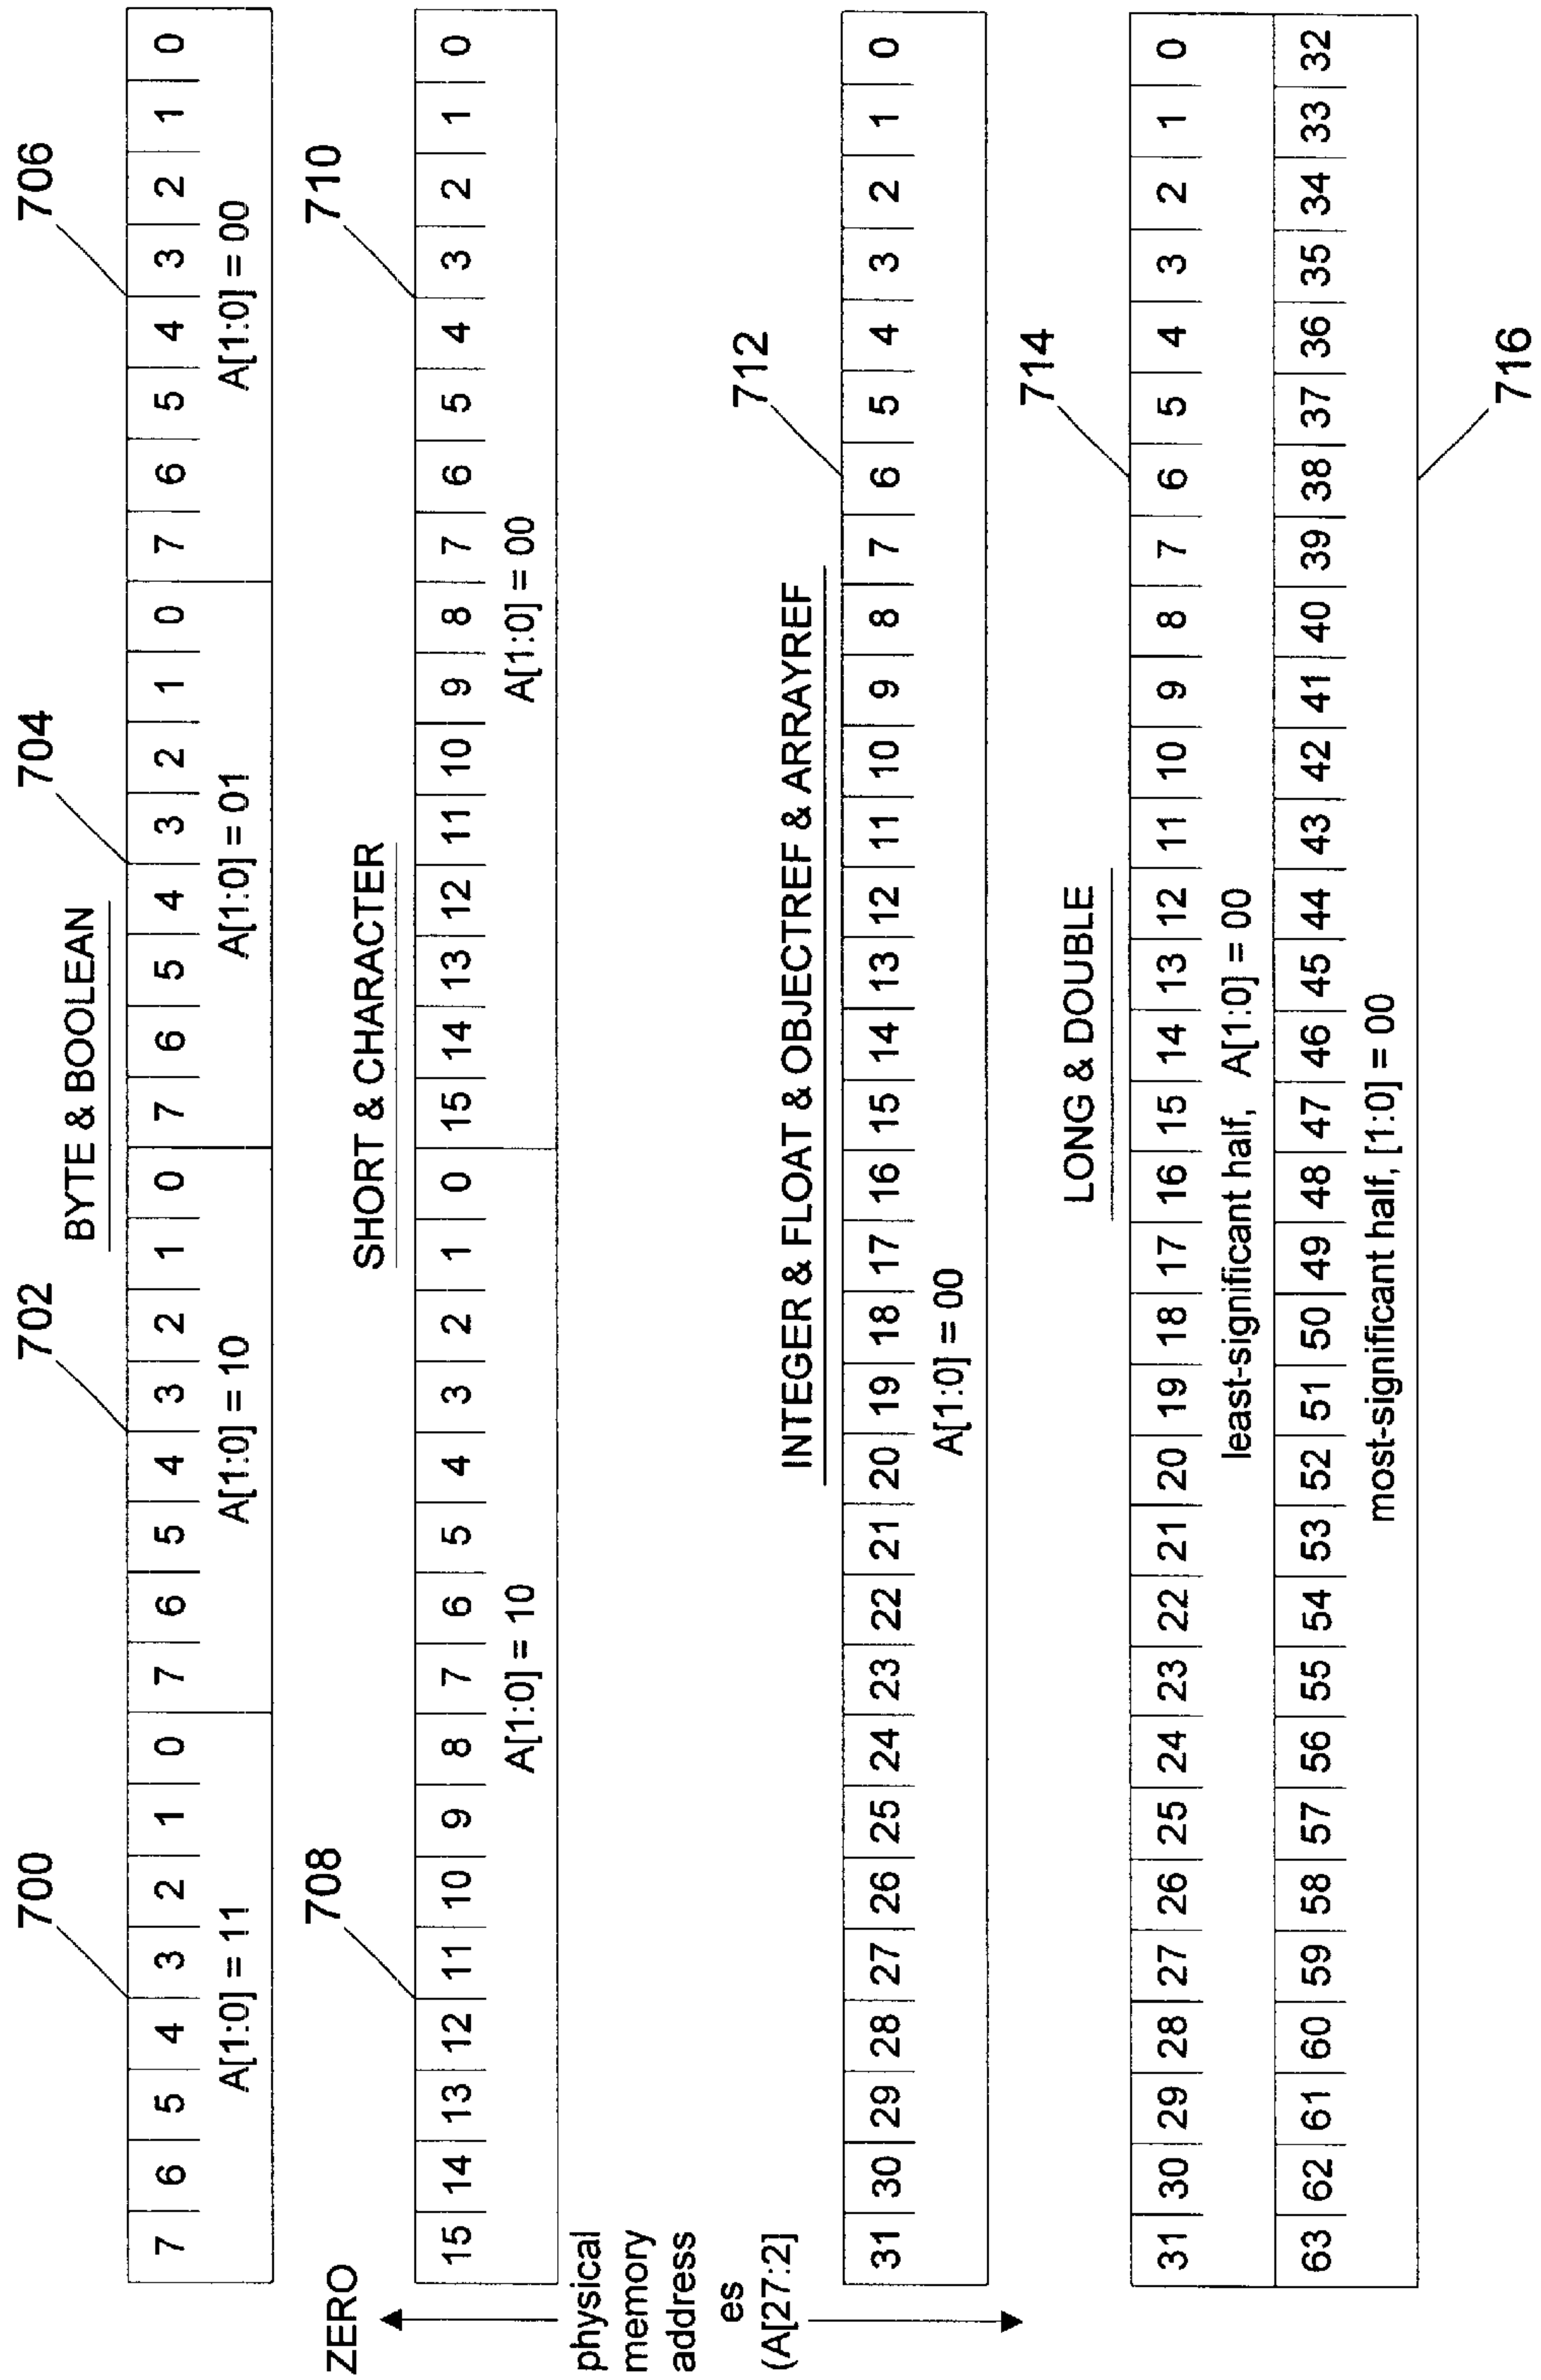 700 702 704 706
BYTE & BOOLEAN
7 6 5 4 3 2 1 0 7 6 5 4 3 2 1 0 7 6 5 4 3 2 1 0 7 6 5 4 3 2 1 0
A[1:0] = 11 A[1:0] = 10 A[1:0] = 01 A[1:0] = 00
ZERO
708 710
SHORT & CHARACTER
15 14 13 12 11 10 9 8 7 6 5 4 3 2 1 0 15 14 13 12 11 10 9 8 7 6 5 4 3 2 1 0
A[1:0] = 10 A[1:0] = 00
physical
memory
address
es
(A[27:2]
712
INTEGER & FLOAT & OBJECTREF & ARRAYREF
31 30 29 28 27 26 25 24 23 22 21 20 19 18 17 16 15 14 13 12 11 10 9 8 7 6 5 4 3 2 1 0
A[1:0] = 00
714
LONG & DOUBLE
31 30 29 28 27 26 25 24 23 22 21 20 19 18 17 16 15 14 13 12 11 10 9 8 7 6 5 4 3 2 1 0
least-significant half, A[1:0] = 00
63 62 61 60 59 58 57 56 55 54 53 52 51 50 49 48 47 46 45 44 43 42 41 40 39 38 37 36 35 34 33 32
most-significant half, [1:0] = 00
716